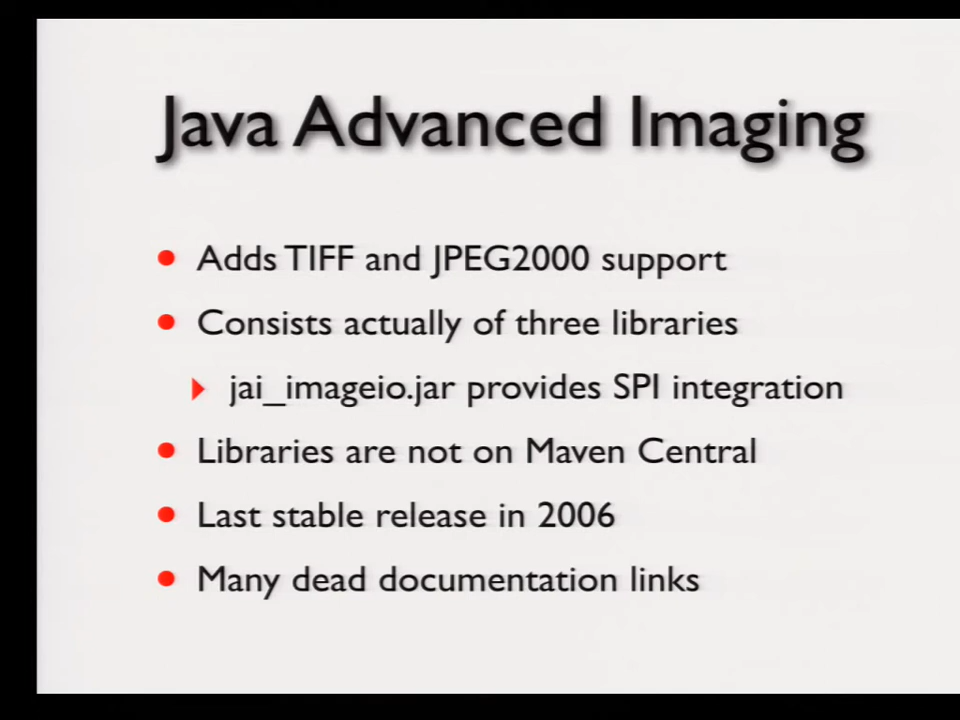 Java Advanced Imaging
Adds TIFF and JPEG2000 support
Consists actually of three libraries
jai_imageio.jar provides SPI integration
Libraries are not on Maven Central
Last stable release in 2006
Many dead documentation links